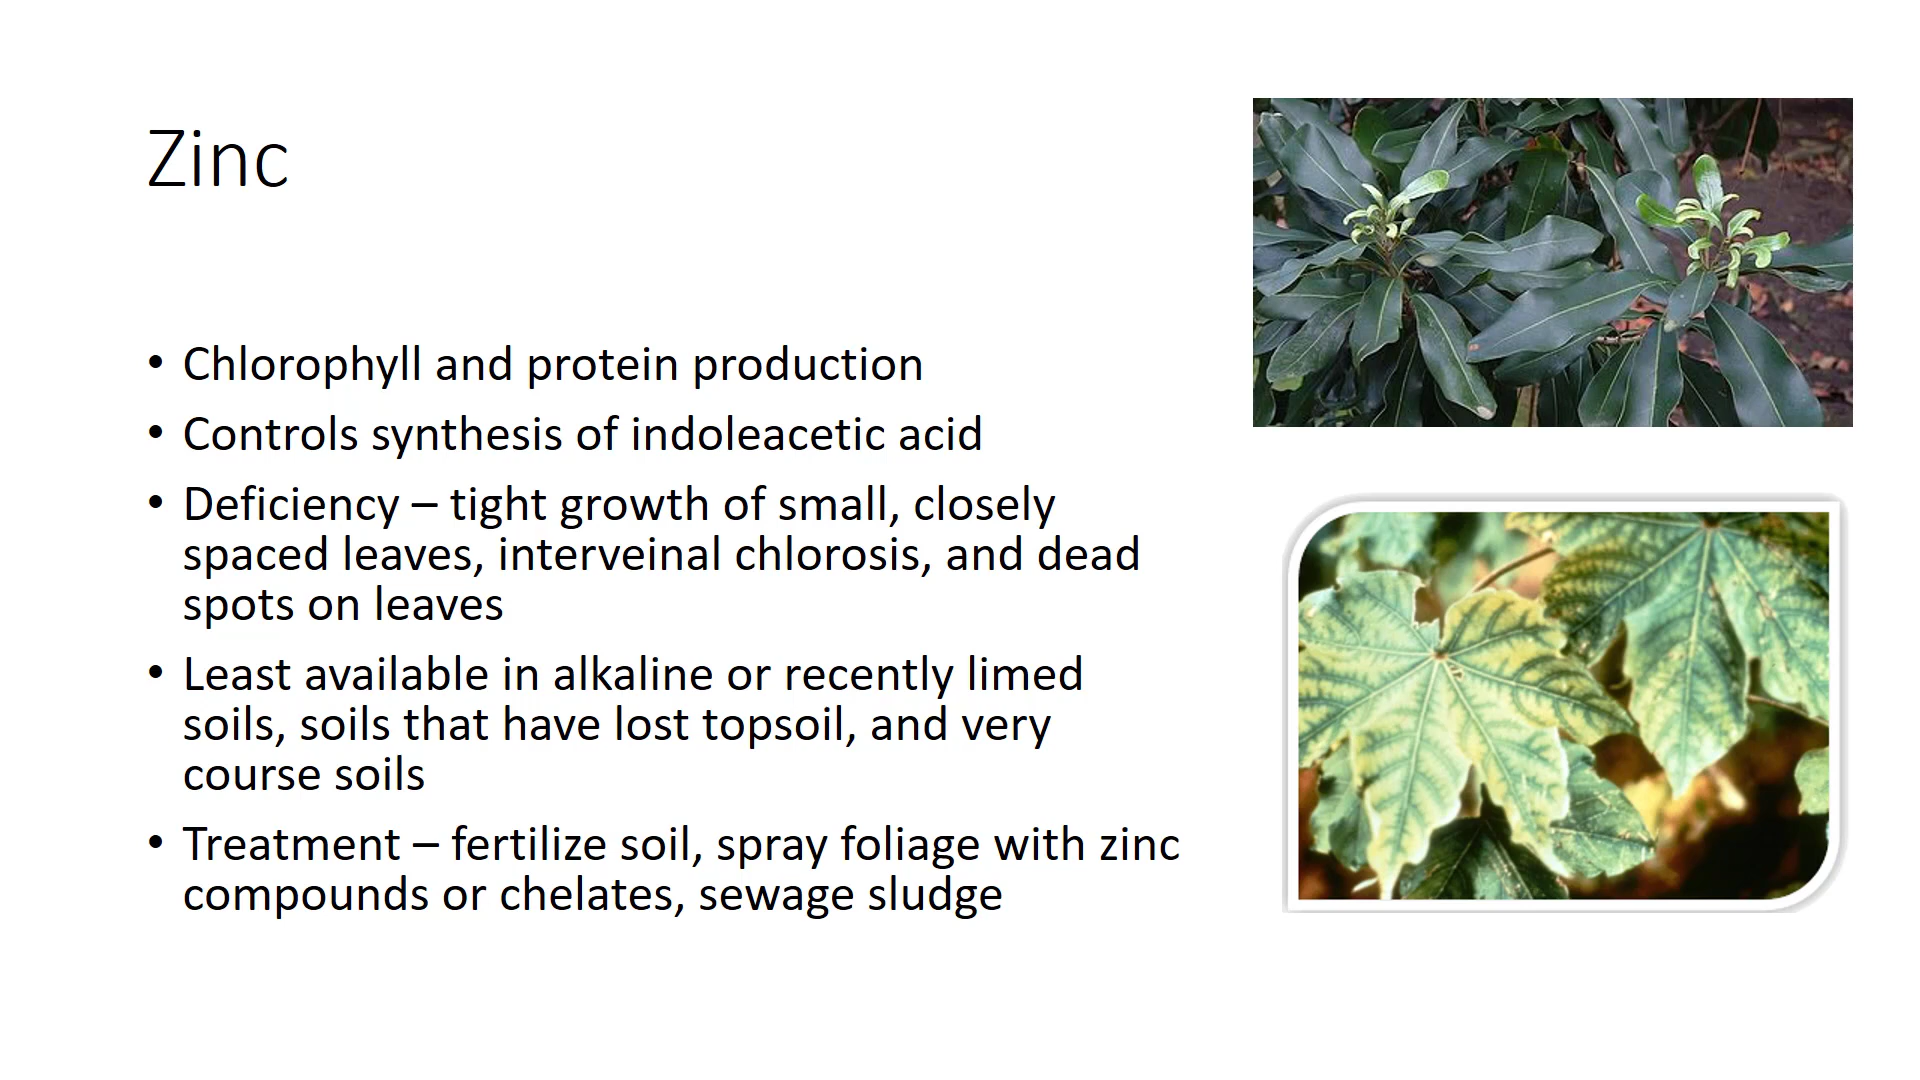 Zinc
• Chlorophyll and protein production
• Controls synthesis of indoleacetic acid
• Deficiency – tight growth of small, closely
spaced leaves, interveinal chlorosis, and dead
spots on leaves
• Least available in alkaline or recently limed
soils, soils that have lost topsoil, and very
course soils
• Treatment – fertilize soil, spray foliage with zinc
compounds or chelates, sewage sludge